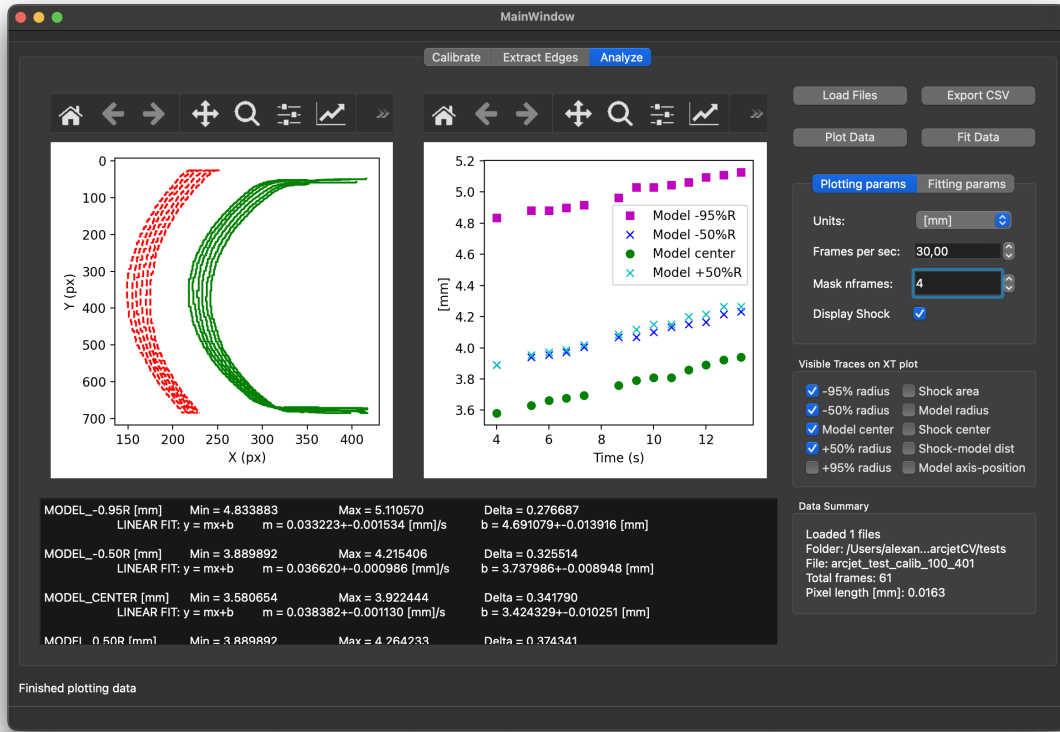 MainWindow
Calibrate Extract Edges Analyze
Load Files Export CSV
Plot Data Fit Data
0
100
200
300
400
500
600
700
Y (px)
150 200 250 300 350 400
X (px)
5.2
5.0
4.8
4.6
4.4
4.2
4.0
3.8
3.6
[mm]
Model -95%R
Model -50%R
Model center
Model +50%R
4 6 8 10 12
Time (s)
Plotting params Fitting params
Units: [mm]
Frames per sec: 30,00
Mask nframes: 4
Display Shock
Visible Traces on XT plot
-95% radius Shock area
-50% radius Model radius
Model center Shock center
+50% radius Shock-model dist
+95% radius Model axis-position
MODEL_-0.95R [mm] Min = 4.833883 Max = 5.110570 Delta = 0.276687
LINEAR FIT: y = mx+b m = 0.033223+-0.001534 [mm]/s b = 4.691079+-0.013916 [mm]
MODEL_-0.50R [mm] Min = 3.889892 Max = 4.215406 Delta = 0.325514
LINEAR FIT: y = mx+b m = 0.036620+-0.000986 [mm]/s b = 3.737986+-0.008948 [mm]
MODEL_CENTER [mm] Min = 3.580654 Max = 3.922444 Delta = 0.341790
LINEAR FIT: y = mx+b m = 0.038382+-0.001130 [mm]/s b = 3.424329+-0.010251 [mm]
MODEL_0.50R [mm] Min = 3.889892 Max = 4.264233 Delta = 0.374341
Data Summary
Loaded 1 files
Folder: /Users/alexan...arcjetCV/tests
File: arcjet_test_calib_100_401
Total frames: 61
Pixel length [mm]: 0.0163
Finished plotting data